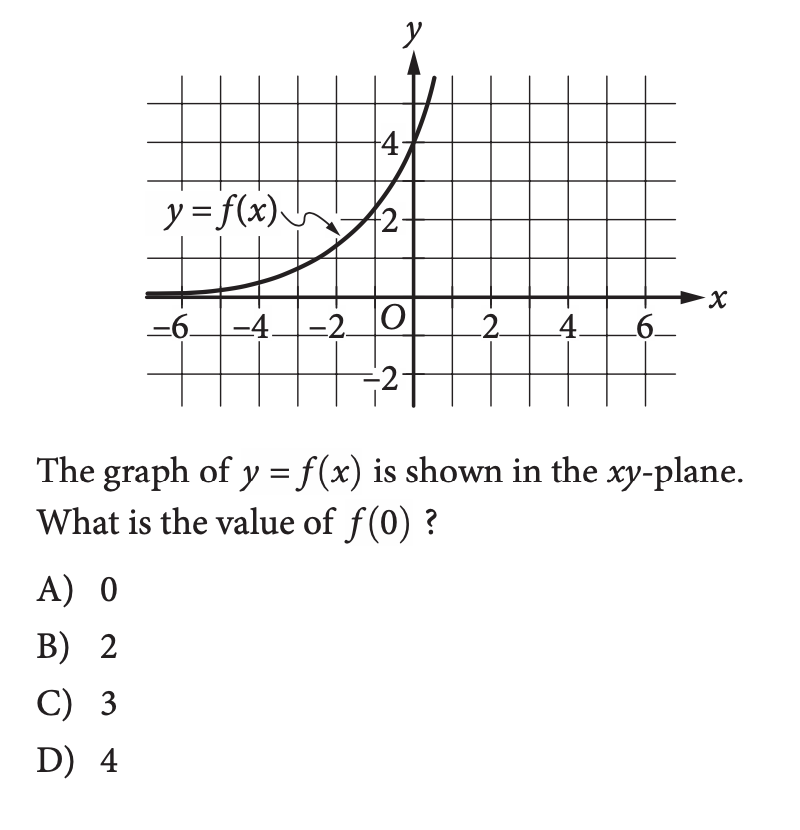 y
4
y = f(x)
2
O
x
−6 −4 −2 2 4 6
−2
The graph of y = f(x) is shown in the xy-plane.
What is the value of f(0) ?
A) 0
B) 2
C) 3
D) 4